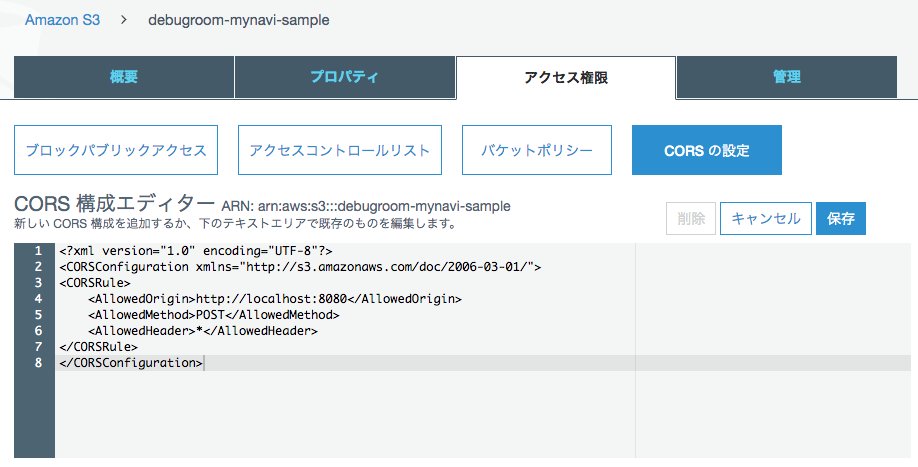 Amazon S3 > debugroom-mynavi-sample
概要 プロパティ アクセス権限 管理
ブロックパブリックアクセス アクセスコントロールリスト バケットポリシー CORS の設定
CORS 構成エディター ARN: arn:aws:s3:::debugroom-mynavi-sample
新しい CORS 構成を追加するか、下のテキストエリアで既存のものを編集します。
削除 キャンセル 保存
1 <?xml version="1.0" encoding="UTF-8"?>
2 <CORSConfiguration xmlns="http://s3.amazonaws.com/doc/2006-03-01/">
3 <CORSRule>
4     <AllowedOrigin>http://localhost:8080</AllowedOrigin>
5     <AllowedMethod>POST</AllowedMethod>
6     <AllowedHeader>*</AllowedHeader>
7 </CORSRule>
8 </CORSConfiguration>